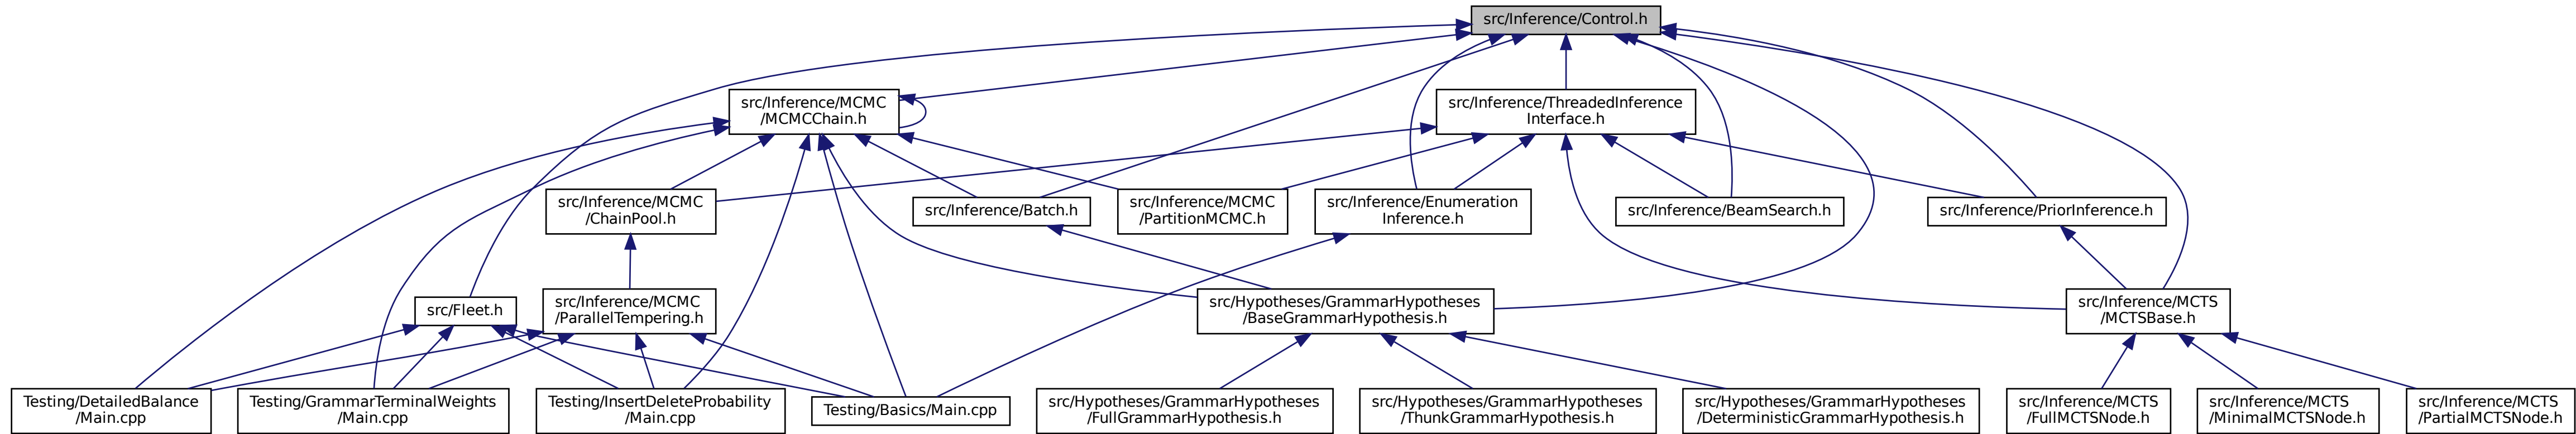 src/Inference/Control.h
src/Inference/MCMC
/MCMCChain.h
src/Inference/ThreadedInference
Interface.h
src/Inference/MCMC
/ChainPool.h
src/Inference/Batch.h
src/Inference/MCMC
/PartitionMCMC.h
src/Inference/Enumeration
Inference.h
src/Inference/BeamSearch.h
src/Inference/PriorInference.h
src/Fleet.h
src/Inference/MCMC
/ParallelTempering.h
src/Hypotheses/GrammarHypotheses
/BaseGrammarHypothesis.h
src/Inference/MCTS
/MCTSBase.h
Testing/DetailedBalance
/Main.cpp
Testing/GrammarTerminalWeights
/Main.cpp
Testing/InsertDeleteProbability
/Main.cpp
Testing/Basics/Main.cpp
src/Hypotheses/GrammarHypotheses
/FullGrammarHypothesis.h
src/Hypotheses/GrammarHypotheses
/ThunkGrammarHypothesis.h
src/Hypotheses/GrammarHypotheses
/DeterministicGrammarHypothesis.h
src/Inference/MCTS
/FullMCTSNode.h
src/Inference/MCTS
/MinimalMCTSNode.h
src/Inference/MCTS
/PartialMCTSNode.h